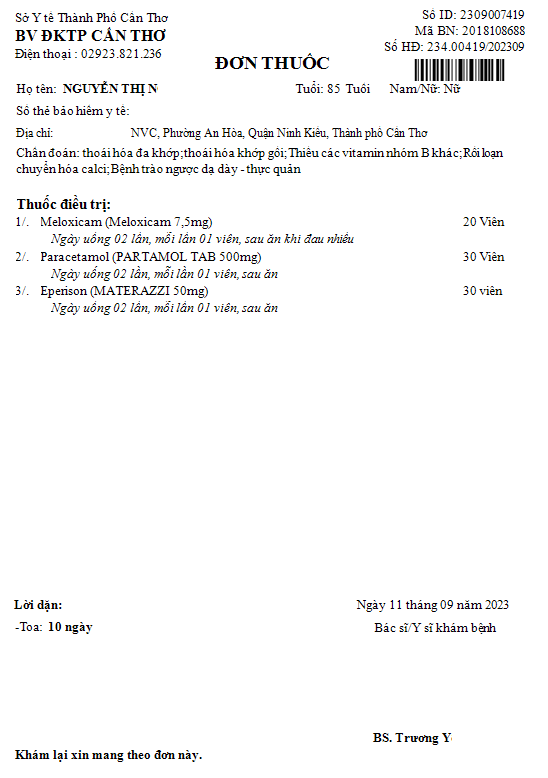 Sở Y tế Thành Phố Cần Thơ
BV ĐKTP CẦN THƠ
Điện thoại : 02923.821.236
Số ID: 2309007419
Mã BN: 2018108688
Số HĐ: 234.00419/202309
ĐƠN THUỐC
Họ tên: NGUYỄN THỊ N Tuổi: 85 Tuổi Nam/Nữ: Nữ
Số thẻ bảo hiểm y tế:
Địa chỉ: NVC, Phường An Hòa, Quận Ninh Kiều, Thành phố Cần Thơ
Chẩn đoán: thoái hóa đa khớp;thoái hóa khớp gối;Thiếu các vitamin nhóm B khác;Rối loạn
chuyển hóa calci;Bệnh trào ngược dạ dày - thực quản
Thuốc điều trị:
1/. Meloxicam (Meloxicam 7,5mg) 20 Viên
Ngày uống 02 lần, mỗi lần 01 viên, sau ăn khi đau nhiều
2/. Paracetamol (PARTAMOL TAB 500mg) 30 Viên
Ngày uống 02 lần, mỗi lần 01 viên, sau ăn
3/. Eperison (MATERAZZI 50mg) 30 viên
Ngày uống 02 lần, mỗi lần 01 viên, sau ăn
Lời dặn:
-Toa: 10 ngày
Ngày 11 tháng 09 năm 2023
Bác sĩ/Y sĩ khám bệnh
BS. Trương Y
Khám lại xin mang theo đơn này.